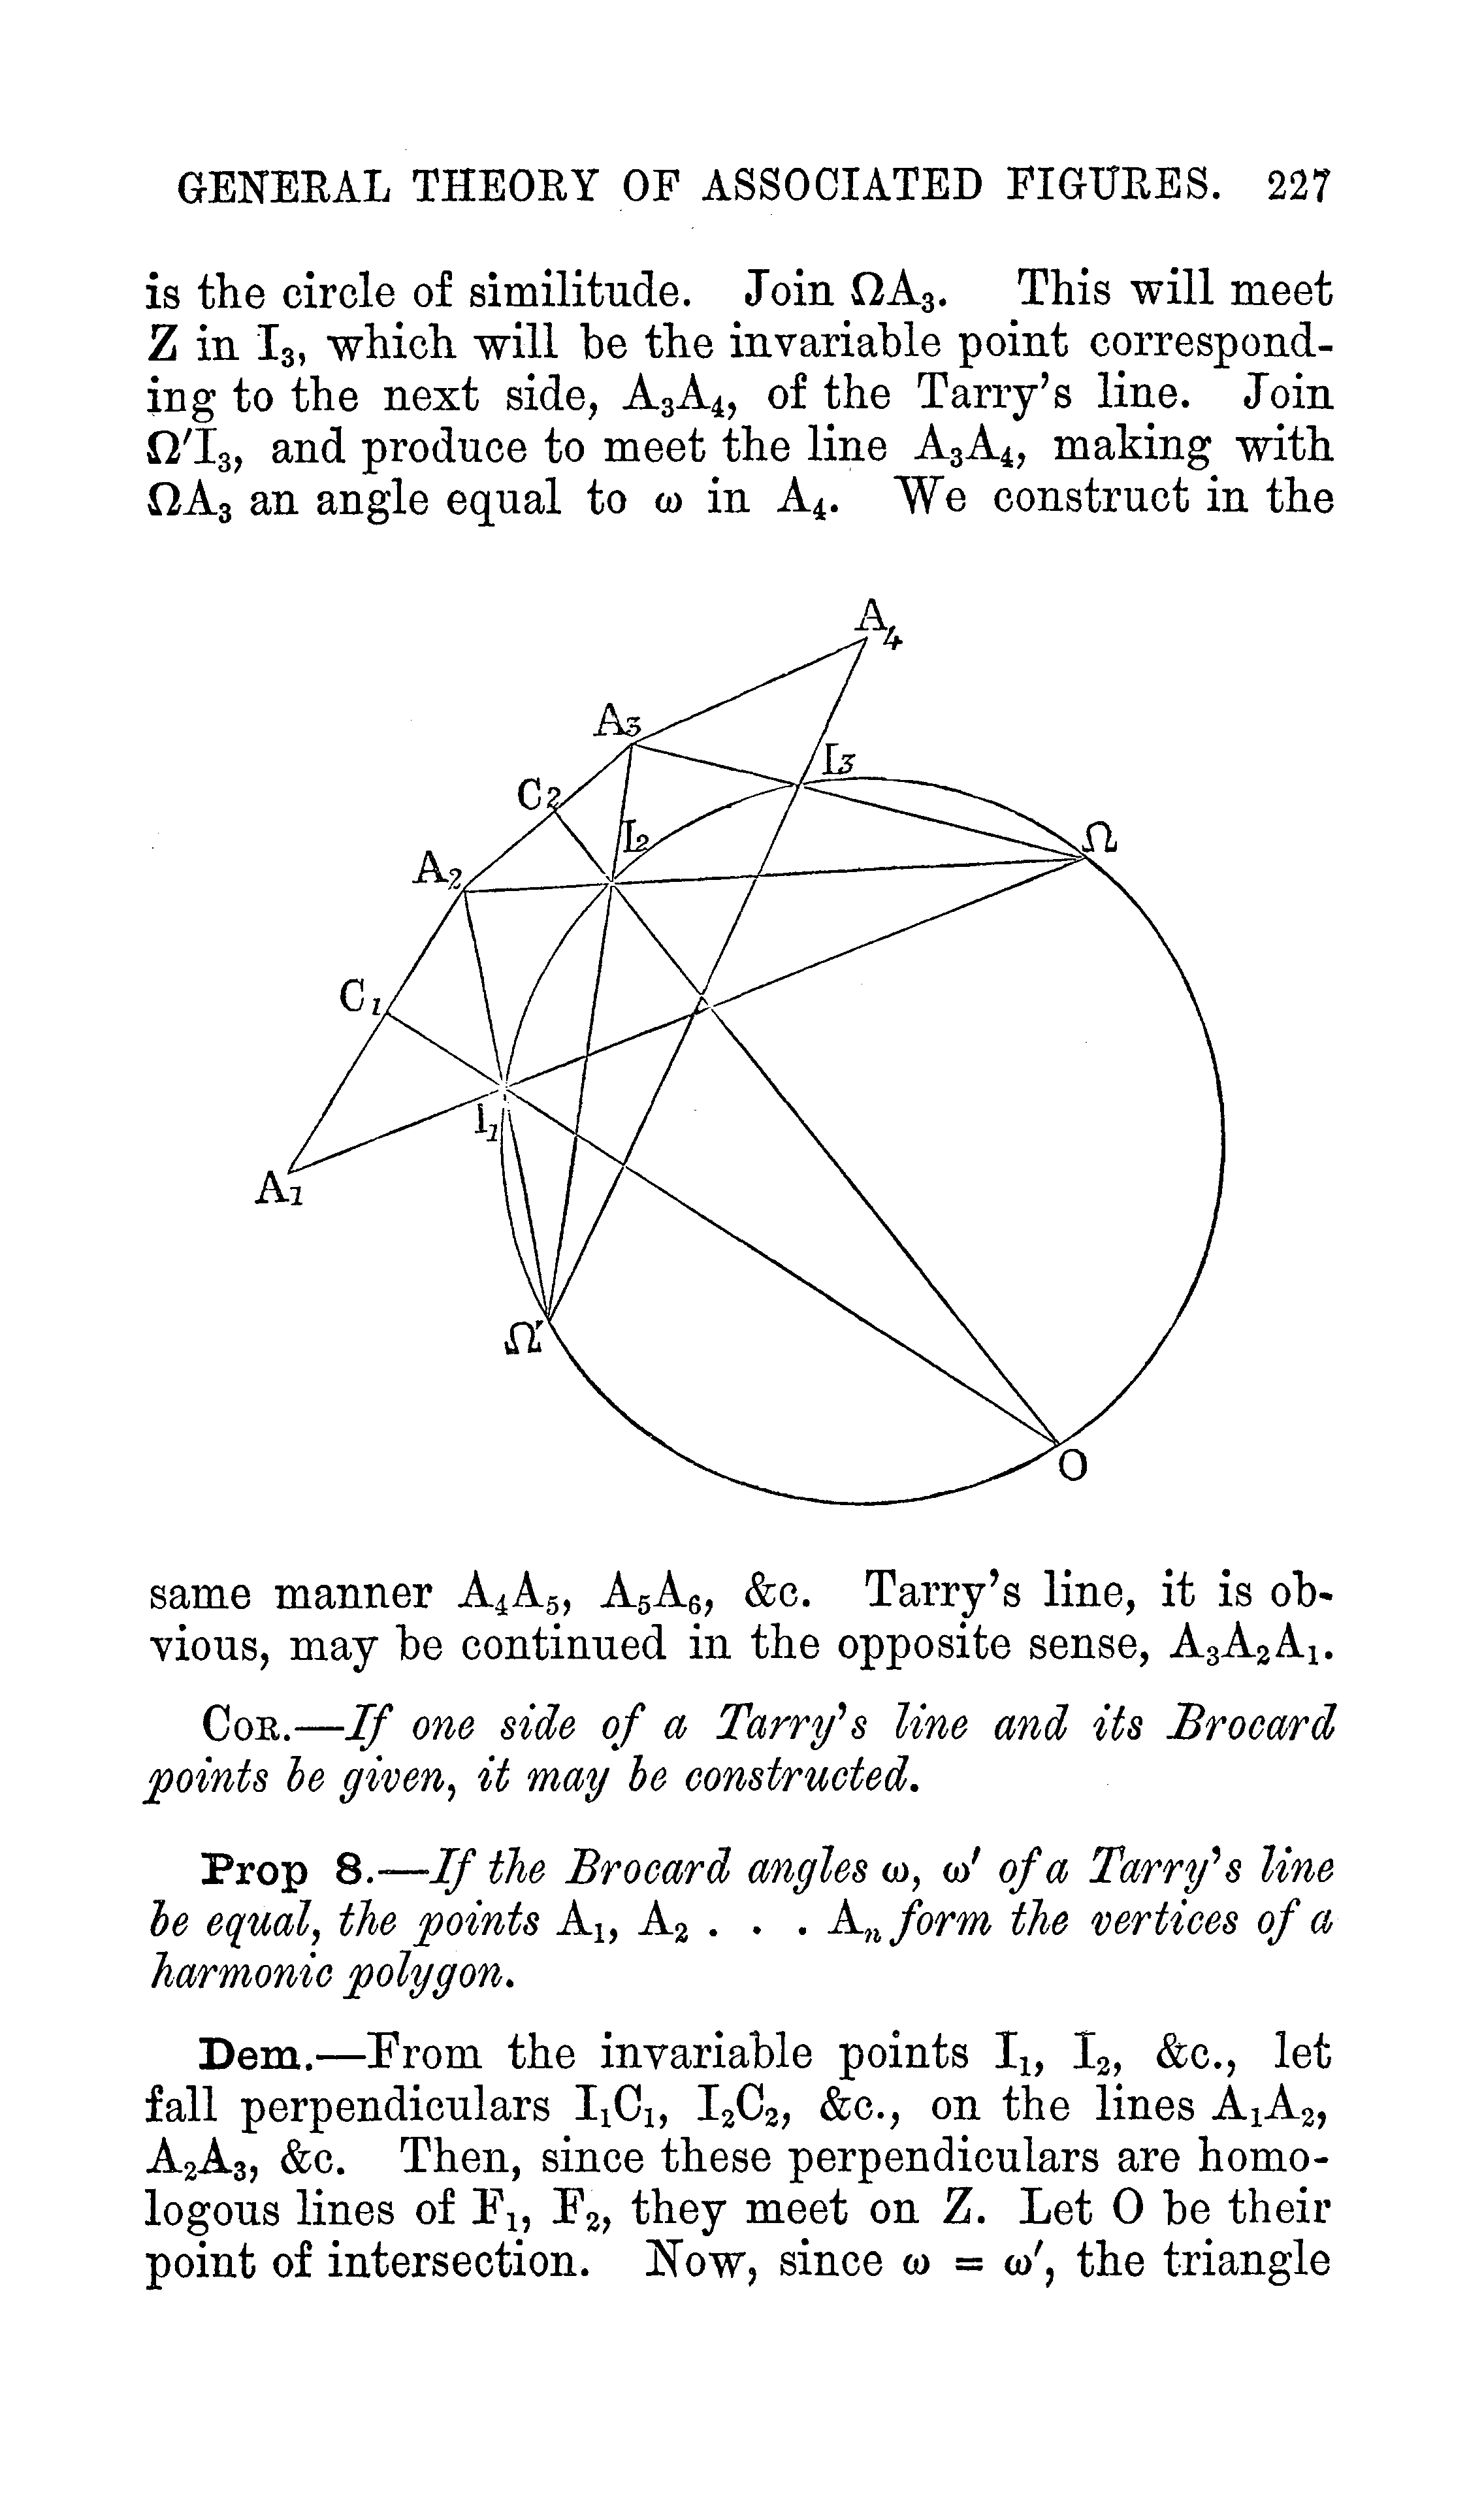 GENERAL THEORY OF ASSOCIATED FIGURES. 227
is the circle of similitude. Join ΩA₃. This will meet
Z in I₃, which will be the invariable point correspond-
ing to the next side, A₃A₄, of the Tarry's line. Join
Ω′I₃, and produce to meet the line A₃A₄, making with
ΩA₃ an angle equal to ω in A₄. We construct in the
A₄
A₃
I₃
C₂
I₂
Ω
A₂
C₁
I₁
A₁
Ω′
O
same manner A₄A₅, A₅A₆, &c. Tarry's line, it is ob-
vious, may be continued in the opposite sense, A₃A₂A₁.
Cor.—If one side of a Tarry's line and its Brocard
points be given, it may be constructed.
Prop 8.—If the Brocard angles ω, ω′ of a Tarry's line
be equal, the points A₁, A₂ . . . Aₙ form the vertices of a
harmonic polygon.
Dem.—From the invariable points I₁, I₂, &c., let
fall perpendiculars I₁C₁, I₂C₂, &c., on the lines A₁A₂,
A₂A₃, &c. Then, since these perpendiculars are homo-
logous lines of F₁, F₂, they meet on Z. Let O be their
point of intersection. Now, since ω = ω′, the triangle